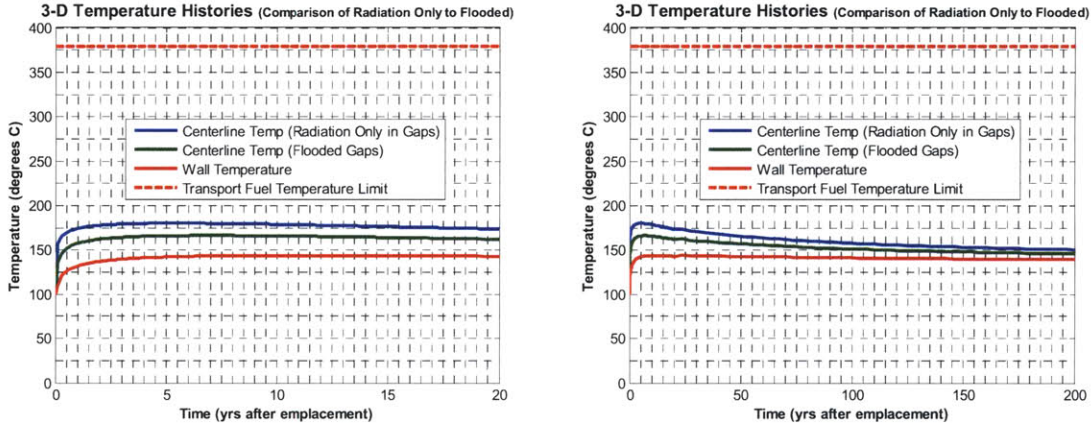 3-D Temperature Histories (Comparison of Radiation Only to Flooded)
400
350
300
250
200
150
100
50
0
Temperature (degrees C)
Centerline Temp (Radiation Only in Gaps)
Centerline Temp (Flooded Gaps)
Wall Temperature
Transport Fuel Temperature Limit
0 5 10 15 20
Time (yrs after emplacement)
3-D Temperature Histories (Comparison of Radiation Only to Flooded)
400
350
300
250
200
150
100
50
0
Temperature (degrees C)
Centerline Temp (Radiation Only in Gaps)
Centerline Temp (Flooded Gaps)
Wall Temperature
Transport Fuel Temperature Limit
0 50 100 150 200
Time (yrs after emplacement)